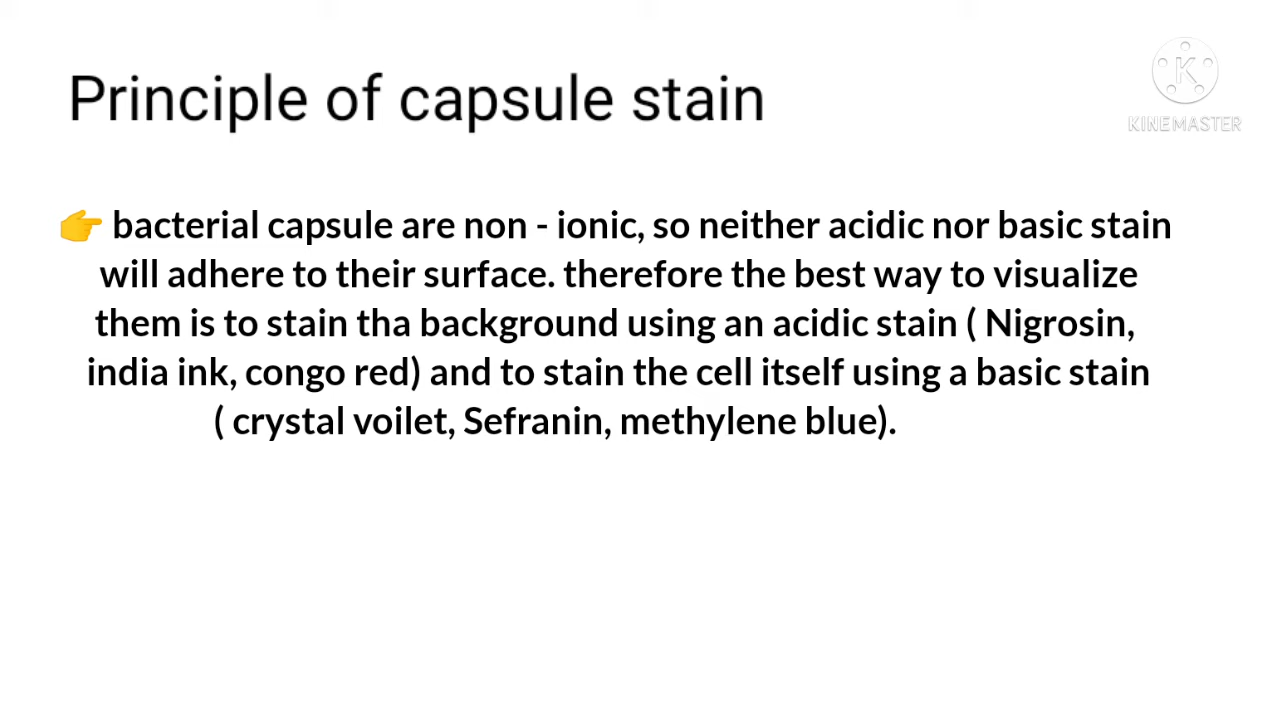 Principle of capsule stain
K
KINEMASTER
👉 bacterial capsule are non - ionic, so neither acidic nor basic stain
will adhere to their surface. therefore the best way to visualize
them is to stain tha background using an acidic stain ( Nigrosin,
india ink, congo red) and to stain the cell itself using a basic stain
( crystal voilet, Sefranin, methylene blue).